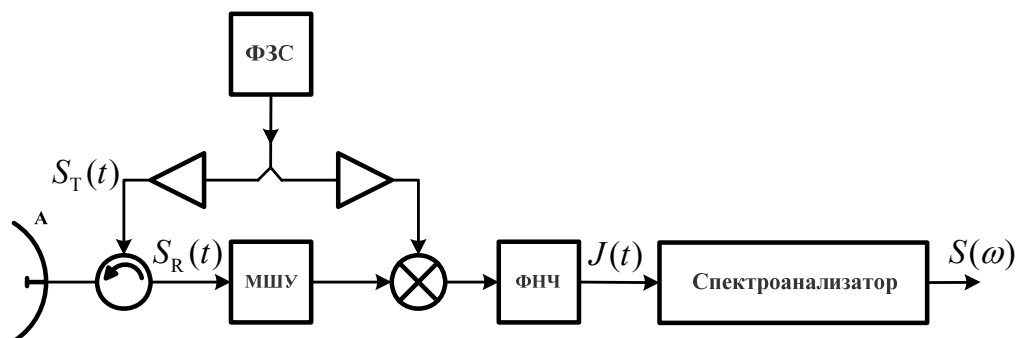 ФЗС
S_T(t)
А
S_R(t)
МШУ
ФНЧ
J(t)
Спектроанализатор
S(ω)